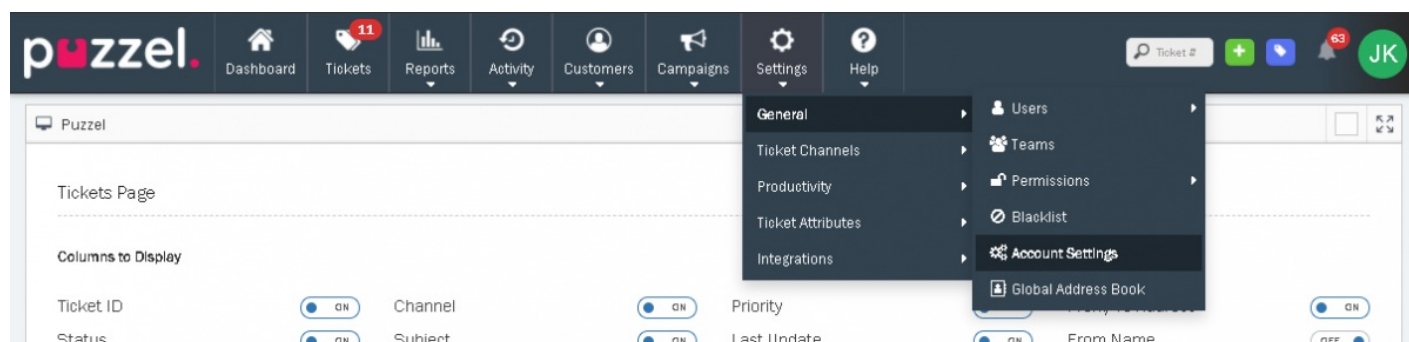 puzzel.
Dashboard
11
Tickets
Reports
Activity
Customers
Campaigns
Settings
Help
Ticket #
63
JK
Puzzel
General
Ticket Channels
Productivity
Ticket Attributes
Integrations
Users
Teams
Permissions
Blacklist
Account Settings
Global Address Book
Tickets Page
Columns to Display
Ticket ID ON Channel ON Priority ON
Status ON Subject ON Last Update ON From Name OFF